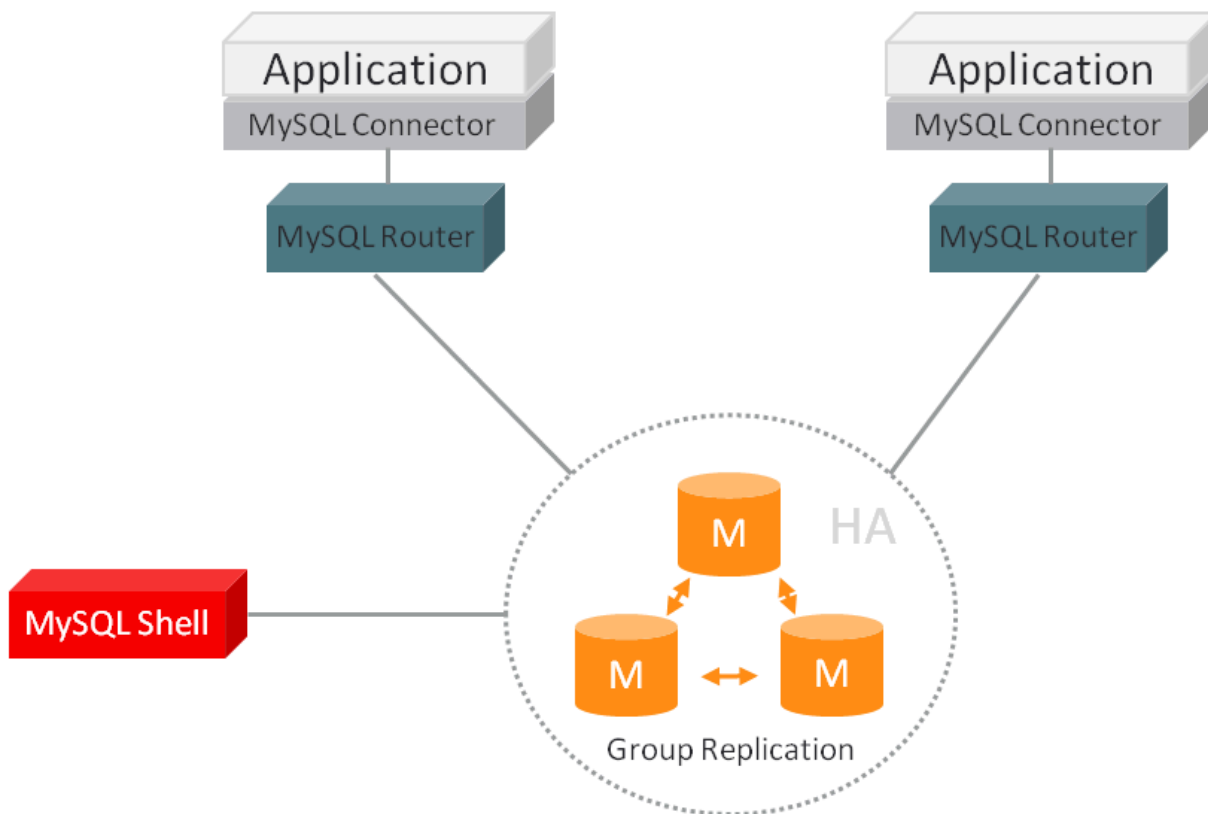 Application
MySQL Connector
MySQL Router
Application
MySQL Connector
MySQL Router
HA
M
MySQL Shell
M
M
Group Replication